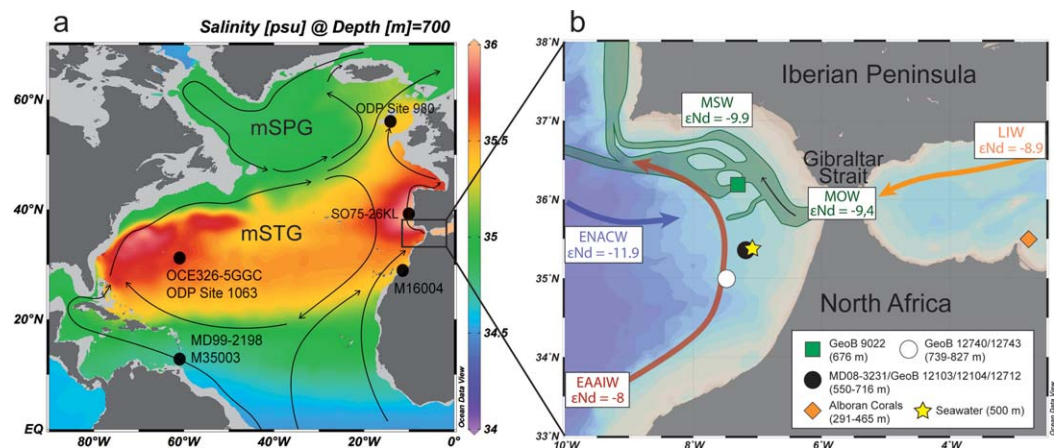 a
Salinity [psu] @ Depth [m]=700
60°N
40°N
20°N
EQ
80°W
60°W
40°W
20°W
0°
mSPG
ODP Site 980
SO75-26KL
mSTG
OCE326-5GGC
ODP Site 1063
M16004
MD99-2198
M35003
36
35.5
35
34.5
34
Ocean Data View
b
38°N
37°N
36°N
35°N
34°N
33°N
10°W
8°W
6°W
4°W
Iberian Peninsula
MSW
εNd = -9.9
LIW
εNd = -8.9
Gibraltar
Strait
MOW
εNd = -9,4
ENACW
εNd = -11.9
North Africa
EAAIW
εNd = -8
GeoB 9022
(676 m)
GeoB 12740/12743
(739-827 m)
MD08-3231/GeoB 12103/12104/12712
(550-716 m)
Alboran Corals
(291-465 m)
Seawater (500 m)
Ocean Data View